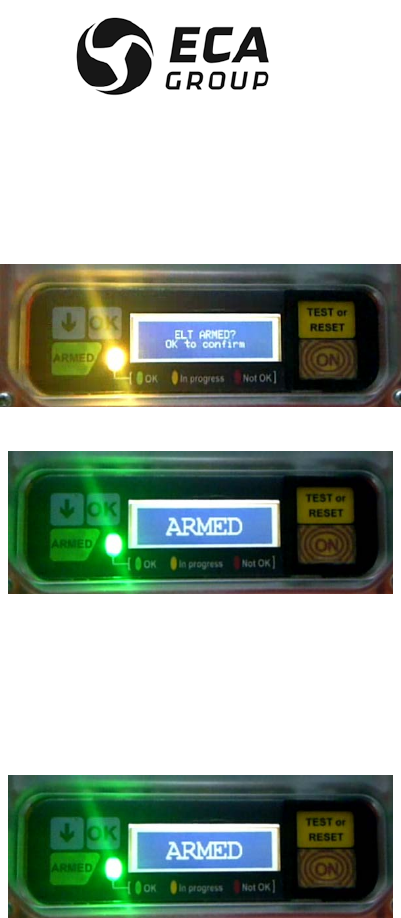 ECA
GROUP
OK
ARMED
ELT ARMED?
OK to confirm
TEST or
RESET
ON
[ OK In progress Not OK ]
OK
ARMED
ARMED
TEST or
RESET
ON
[ OK In progress Not OK ]
OK
ARMED
ARMED
TEST or
RESET
ON
[ OK In progress Not OK ]